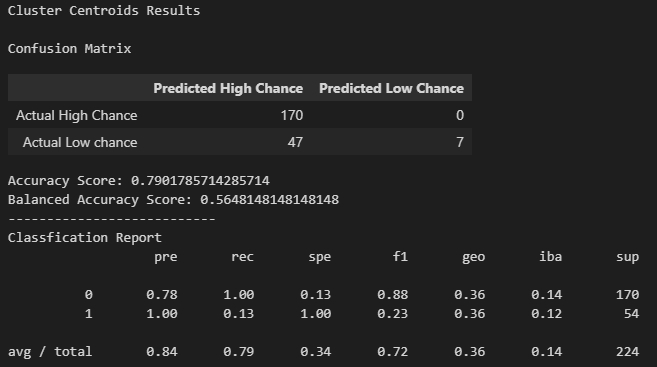 Cluster Centroids Results
Confusion Matrix
Predicted High Chance Predicted Low Chance
Actual High Chance 170 0
Actual Low chance 47 7
Accuracy Score: 0.7901785714285714
Balanced Accuracy Score: 0.5648148148148148
---------------------------
Classfication Report
pre rec spe f1 geo iba sup
0 0.78 1.00 0.13 0.88 0.36 0.14 170
1 1.00 0.13 1.00 0.23 0.36 0.12 54
avg / total 0.84 0.79 0.34 0.72 0.36 0.14 224